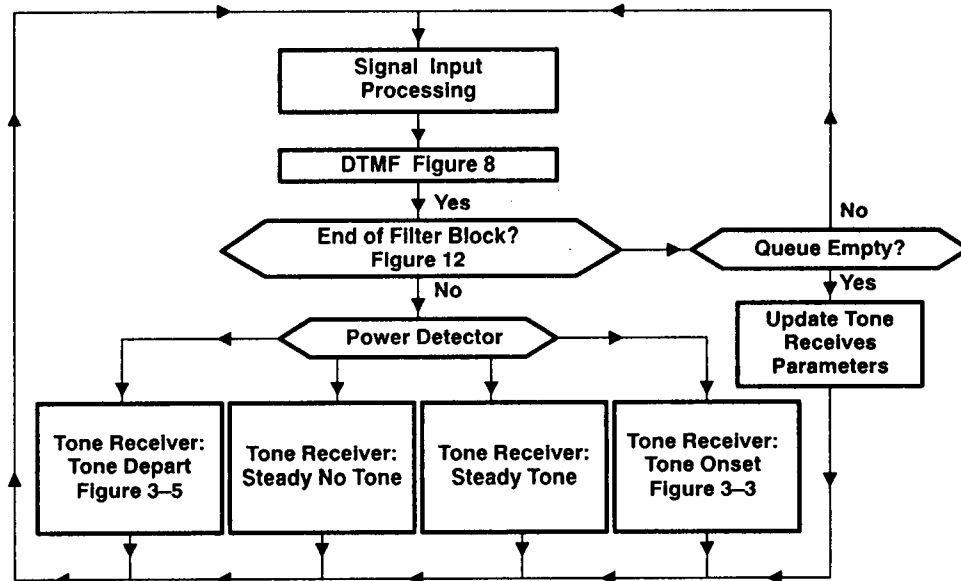 Signal Input
Processing
DTMF Figure 8
Yes
End of Filter Block?
Figure 12
No
Queue Empty?
No
Yes
Update Tone
Receives
Parameters
Power Detector
Tone Receiver:
Tone Depart
Figure 3–5
Tone Receiver:
Steady No Tone
Tone Receiver:
Steady Tone
Tone Receiver:
Tone Onset
Figure 3–3